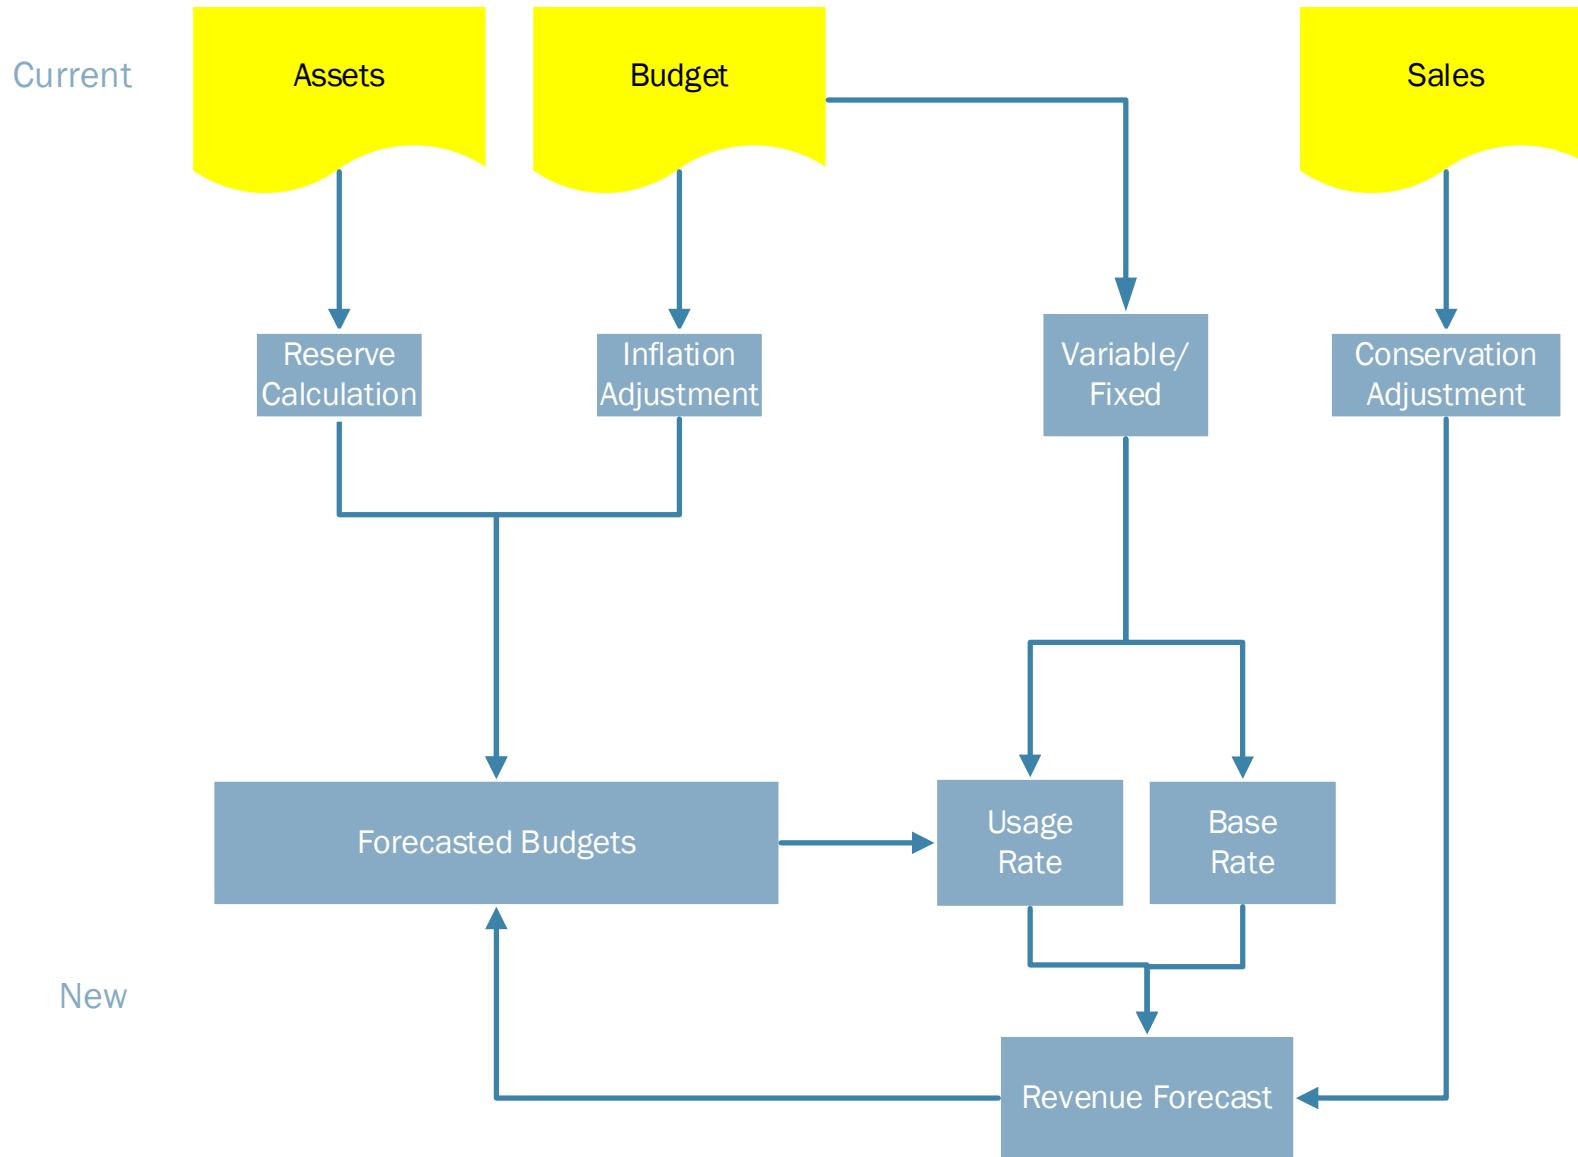 Current
Assets
Budget
Sales
Reserve
Calculation
Inflation
Adjustment
Variable/
Fixed
Conservation
Adjustment
Forecasted Budgets
Usage
Rate
Base
Rate
New
Revenue Forecast